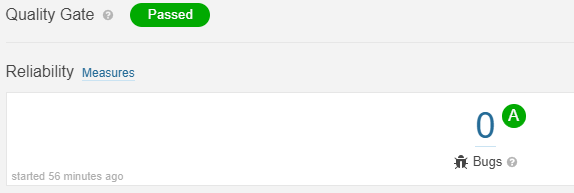 Quality Gate ? Passed
Reliability Measures
0 A
Bugs ?
started 56 minutes ago